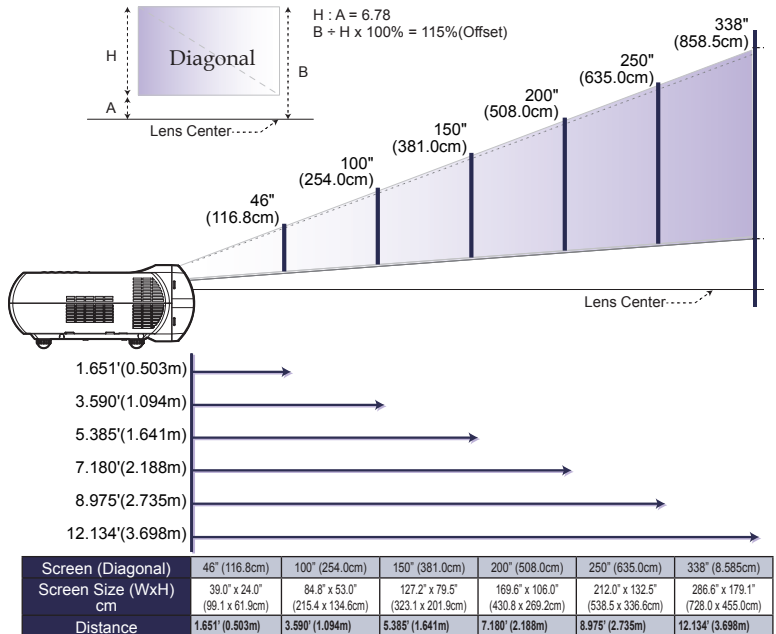 H : A = 6.78
B ÷ H x 100% = 115%(Offset)
H
Diagonal
B
A
Lens Center
338"
(858.5cm)
250"
(635.0cm)
200"
(508.0cm)
150"
(381.0cm)
100"
(254.0cm)
46"
(116.8cm)
Lens Center
1.651'(0.503m)
3.590'(1.094m)
5.385'(1.641m)
7.180'(2.188m)
8.975'(2.735m)
12.134'(3.698m)
Screen (Diagonal) 46" (116.8cm) 100" (254.0cm) 150" (381.0cm) 200" (508.0cm) 250" (635.0cm) 338" (8.585cm)
Screen Size (WxH) 39.0" x 24.0" 84.8" x 53.0" 127.2" x 79.5" 169.6" x 106.0" 212.0" x 132.5" 286.6" x 179.1"
cm (99.1 x 61.9cm) (215.4 x 134.6cm) (323.1 x 201.9cm) (430.8 x 269.2cm) (538.5 x 336.6cm) (728.0 x 455.0cm)
Distance 1.651' (0.503m) 3.590' (1.094m) 5.385' (1.641m) 7.180' (2.188m) 8.975' (2.735m) 12.134' (3.698m)